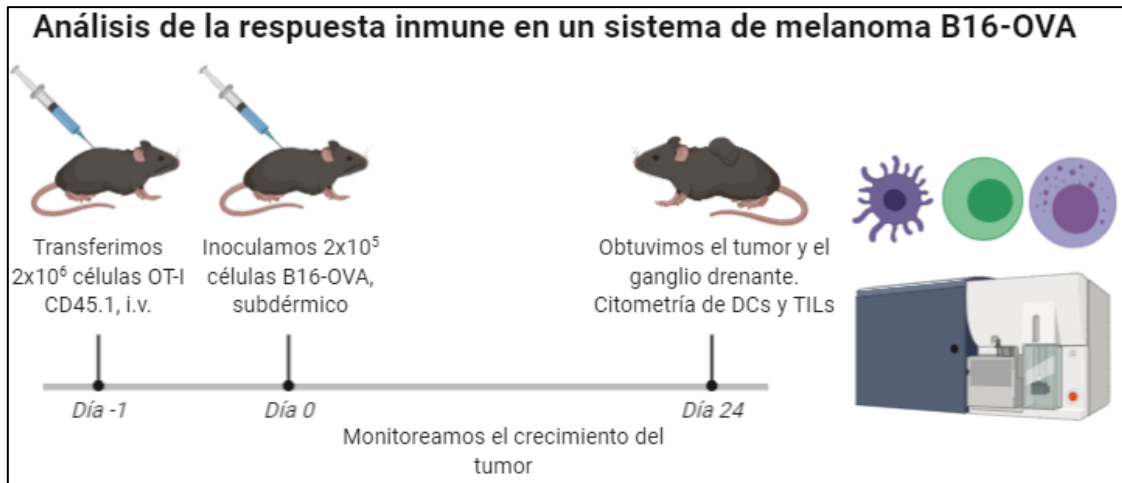 Análisis de la respuesta inmune en un sistema de melanoma B16-OVA
Transferimos
2x10⁶ células OT-I
CD45.1, i.v.
Inoculamos 2x10⁵
células B16-OVA,
subdérmico
Obtuvimos el tumor y el
ganglio drenante.
Citometría de DCs y TILs
Día -1
Día 0
Día 24
Monitoreamos el crecimiento del
tumor